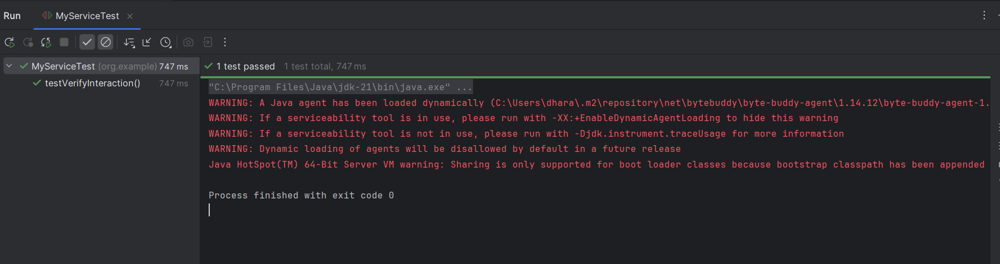 Run MyServiceTest
MyServiceTest (org.example) 747 ms
testVerifyInteraction() 747 ms
1 test passed 1 test total, 747 ms
"C:\Program Files\Java\jdk-21\bin\java.exe" ...
WARNING: A Java agent has been loaded dynamically (C:\Users\dhara\.m2\repository\net\bytebuddy\byte-buddy-agent\1.14.12\byte-buddy-agent-1.
WARNING: If a serviceability tool is in use, please run with -XX:+EnableDynamicAgentLoading to hide this warning
WARNING: If a serviceability tool is not in use, please run with -Djdk.instrument.traceUsage for more information
WARNING: Dynamic loading of agents will be disallowed by default in a future release
Java HotSpot(TM) 64-Bit Server VM warning: Sharing is only supported for boot loader classes because bootstrap classpath has been appended
Process finished with exit code 0